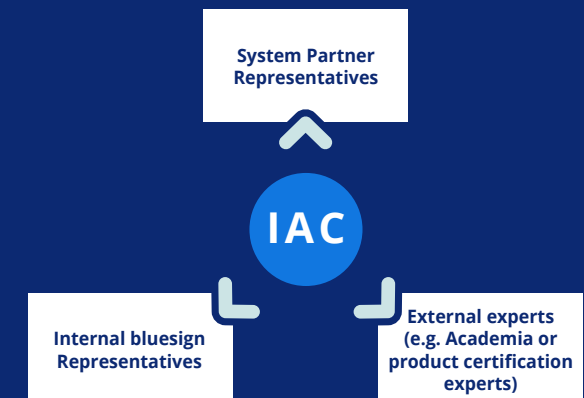 System Partner
Representatives
IAC
Internal bluesign
Representatives
External experts
(e.g. Academia or
product certification
experts)